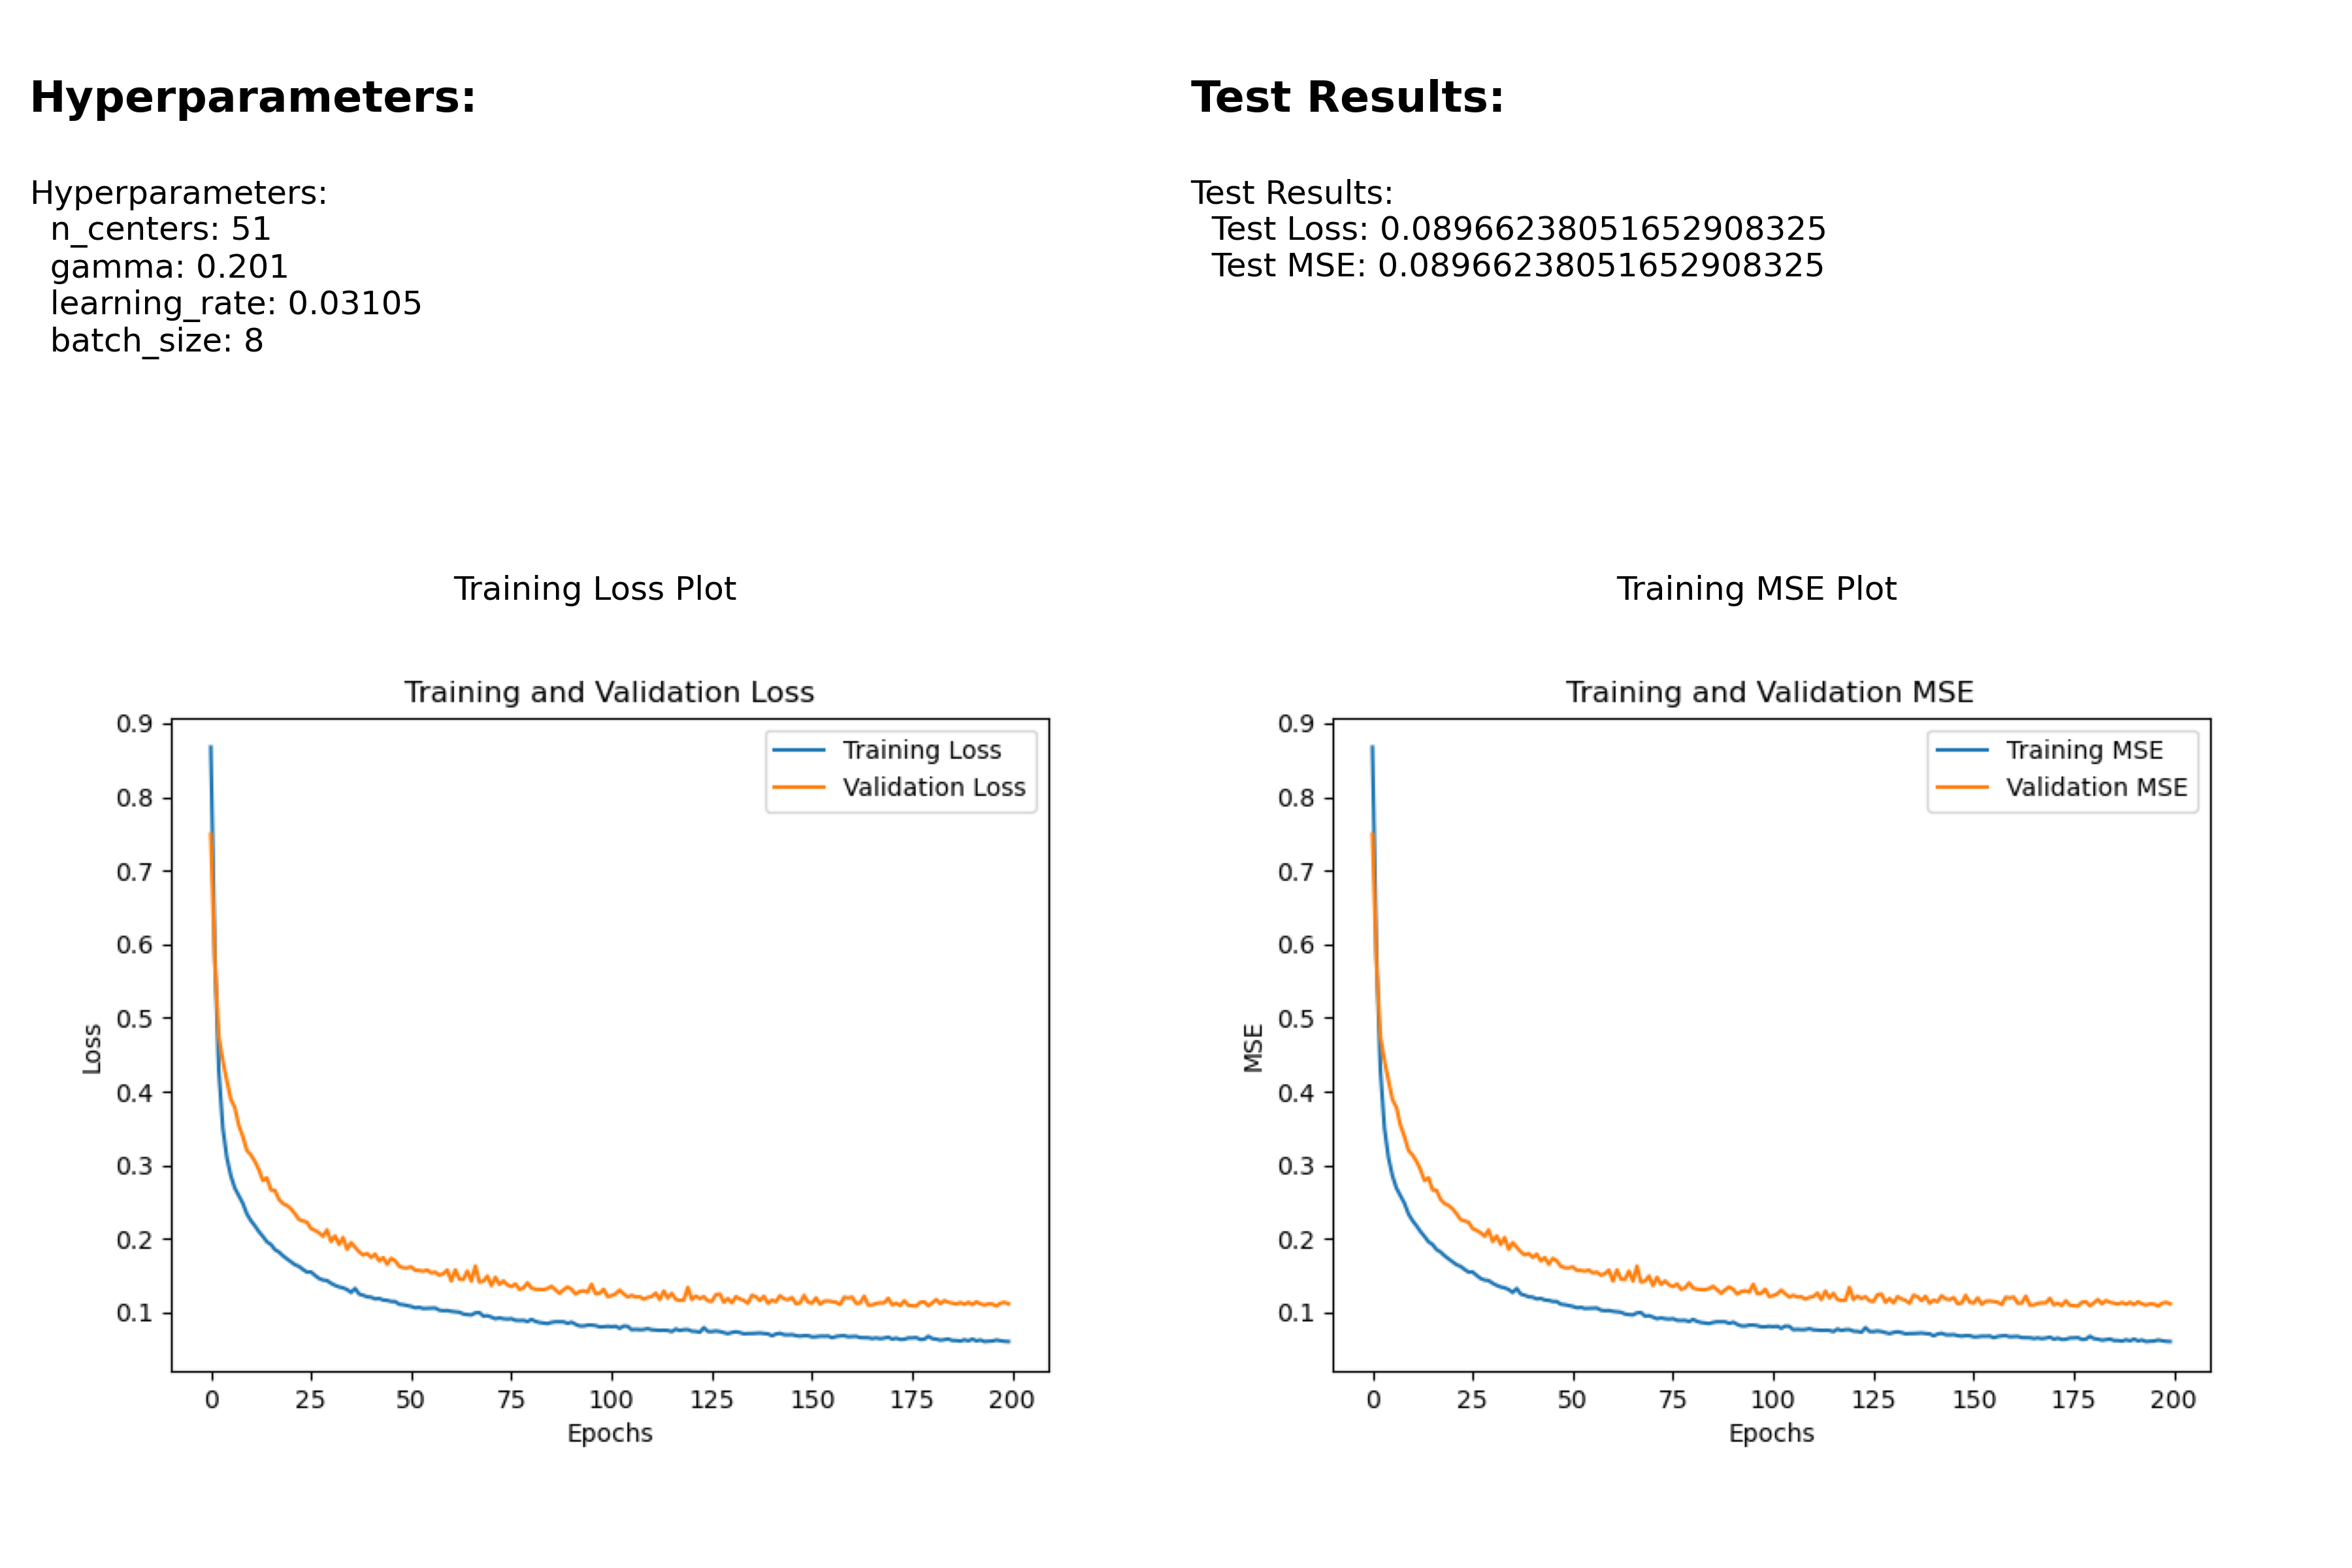 Hyperparameters:
Hyperparameters:
n_centers: 51
gamma: 0.201
learning_rate: 0.03105
batch_size: 8
Test Results:
Test Results:
Test Loss: 0.08966238051652908325
Test MSE: 0.08966238051652908325
Training Loss Plot
Training and Validation Loss
Training Loss
Validation Loss
0.9
0.8
0.7
0.6
0.5
0.4
0.3
0.2
0.1
Loss
0 25 50 75 100 125 150 175 200
Epochs
Training MSE Plot
Training and Validation MSE
Training MSE
Validation MSE
0.9
0.8
0.7
0.6
0.5
0.4
0.3
0.2
0.1
MSE
0 25 50 75 100 125 150 175 200
Epochs